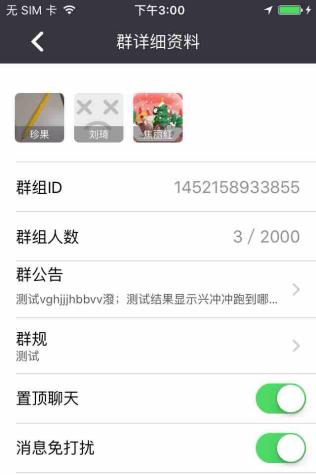 无 SIM 卡 下午3:00
群详细资料
珍果 刘琦 焦丽红
群组ID 1452158933855
群组人数 3 / 2000
群公告
测试vghjjjhbbvv潑；测试结果显示兴冲冲跑到哪...
群规
测试
置顶聊天
消息免打扰